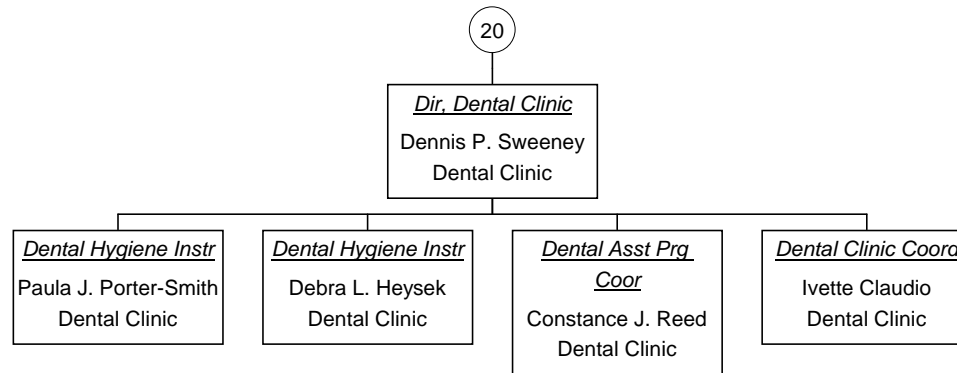 20
Dir, Dental Clinic
Dennis P. Sweeney
Dental Clinic
Dental Hygiene Instr
Paula J. Porter-Smith
Dental Clinic
Dental Hygiene Instr
Debra L. Heysek
Dental Clinic
Dental Asst Prg
Coor
Constance J. Reed
Dental Clinic
Dental Clinic Coord
Ivette Claudio
Dental Clinic